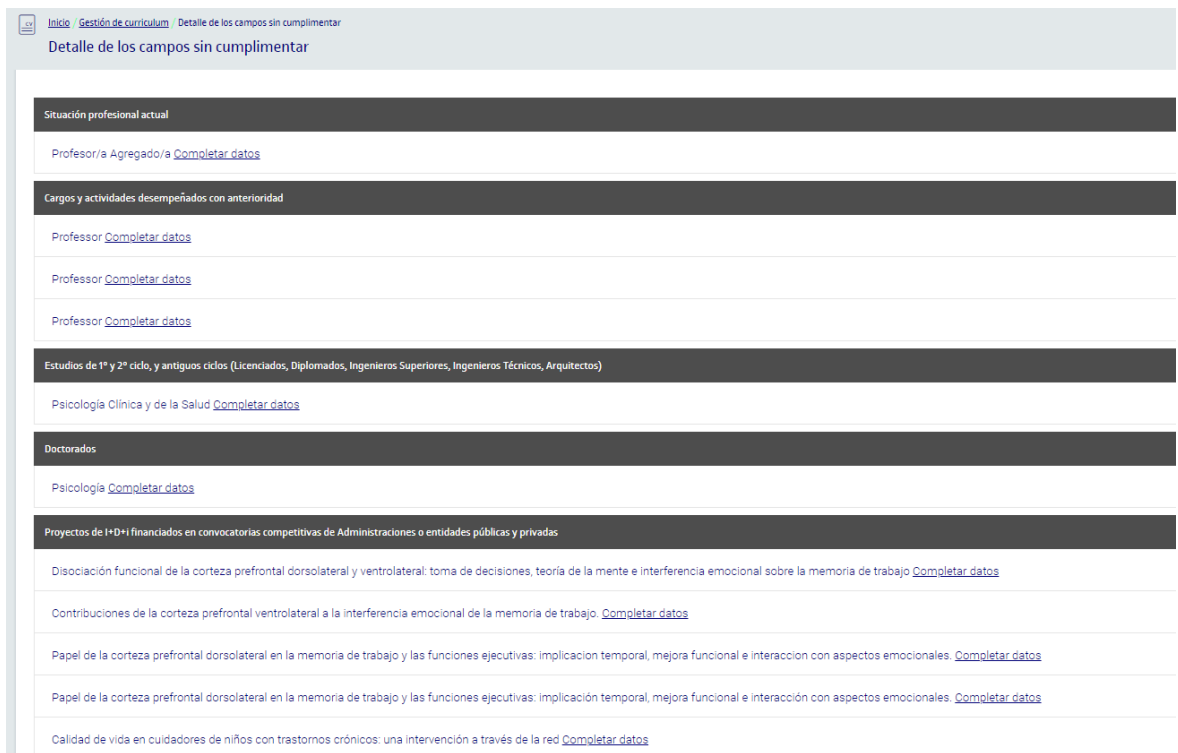 CV
Inicio / Gestión de curriculum / Detalle de los campos sin cumplimentar
Detalle de los campos sin cumplimentar
Situación profesional actual
Profesor/a Agregado/a Completar datos
Cargos y actividades desempeñados con anterioridad
Professor Completar datos
Professor Completar datos
Professor Completar datos
Estudios de 1º y 2º ciclo, y antiguos ciclos (Licenciados, Diplomados, Ingenieros Superiores, Ingenieros Técnicos, Arquitectos)
Psicología Clínica y de la Salud Completar datos
Doctorados
Psicología Completar datos
Proyectos de I+D+i financiados en convocatorias competitivas de Administraciones o entidades públicas y privadas
Disociación funcional de la corteza prefrontal dorsolateral y ventrolateral: toma de decisiones, teoría de la mente e interferencia emocional sobre la memoria de trabajo Completar datos
Contribuciones de la corteza prefrontal ventrolateral a la interferencia emocional de la memoria de trabajo. Completar datos
Papel de la corteza prefrontal dorsolateral en la memoria de trabajo y las funciones ejecutivas: implicacion temporal, mejora funcional e interaccion con aspectos emocionales. Completar datos
Papel de la corteza prefrontal dorsolateral en la memoria de trabajo y las funciones ejecutivas: implicación temporal, mejora funcional e interacción con aspectos emocionales. Completar datos
Calidad de vida en cuidadores de niños con trastornos crónicos: una intervención a través de la red Completar datos